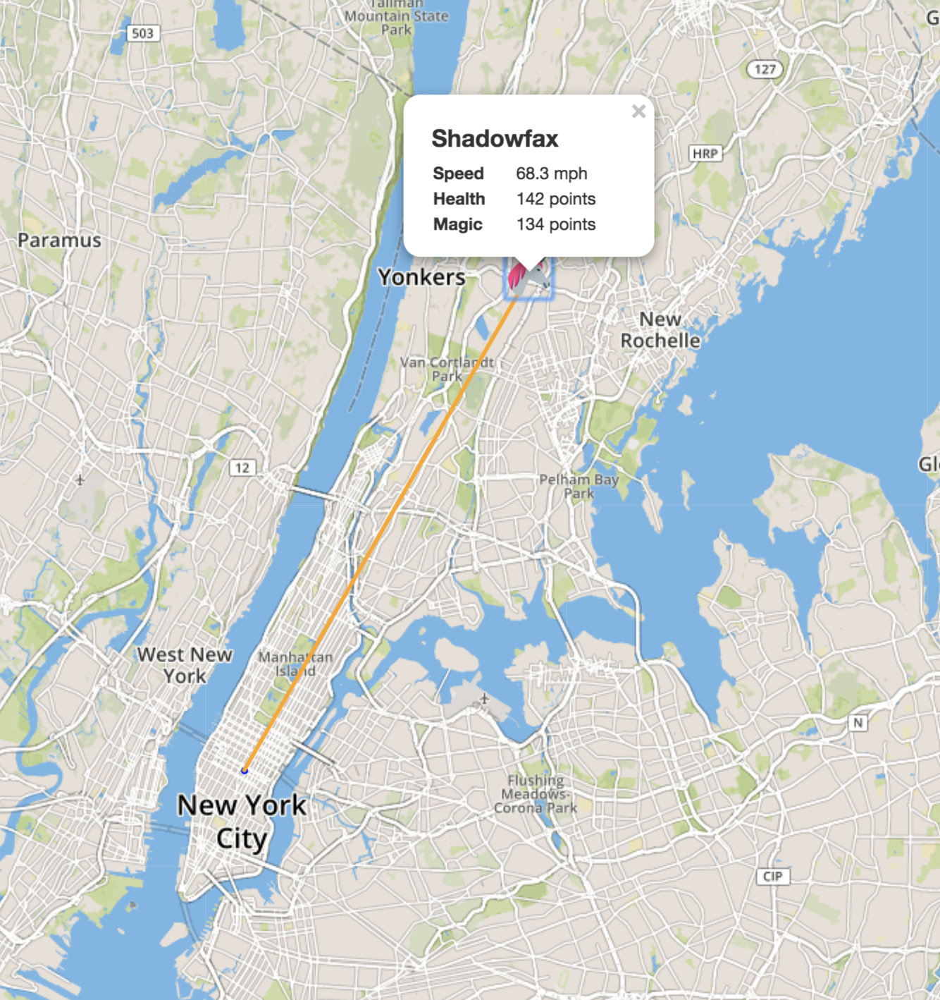 Tallman
Mountain State
Park
503
G
127
Shadowfax
Speed 68.3 mph
Health 142 points
Magic 134 points
HRP
Paramus
Yonkers
New
Rochelle
Van Cortlandt
Park
12
Gl
Pelham Bay
Park
West New
York
Manhattan
Island
N
Flushing
Meadows-
Corona Park
New York
City
CIP